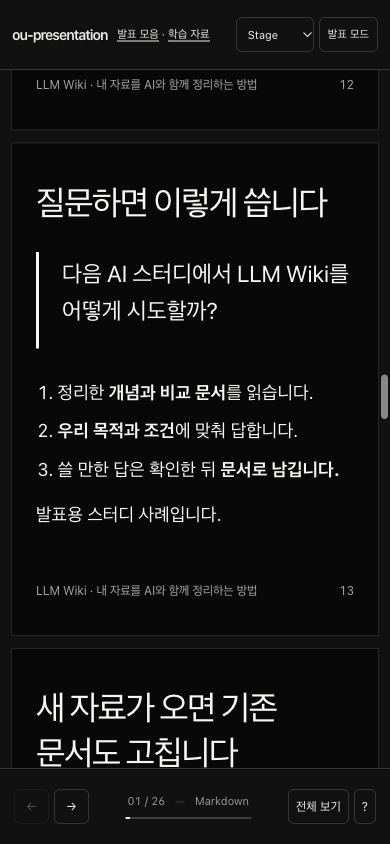 ou-presentation 발표 모음 · 학습 자료 Stage 발표 모드
LLM Wiki · 내 자료를 AI와 함께 정리하는 방법 12
질문하면 이렇게 씁니다
다음 AI 스터디에서 LLM Wiki를
어떻게 시도할까?
1. 정리한 개념과 비교 문서를 읽습니다.
2. 우리 목적과 조건에 맞춰 답합니다.
3. 쓸 만한 답은 확인한 뒤 문서로 남깁니다.
발표용 스터디 사례입니다.
LLM Wiki · 내 자료를 AI와 함께 정리하는 방법 13
새 자료가 오면 기존
문서도 고칩니다
← → 01 / 26 — Markdown 전체 보기 ?